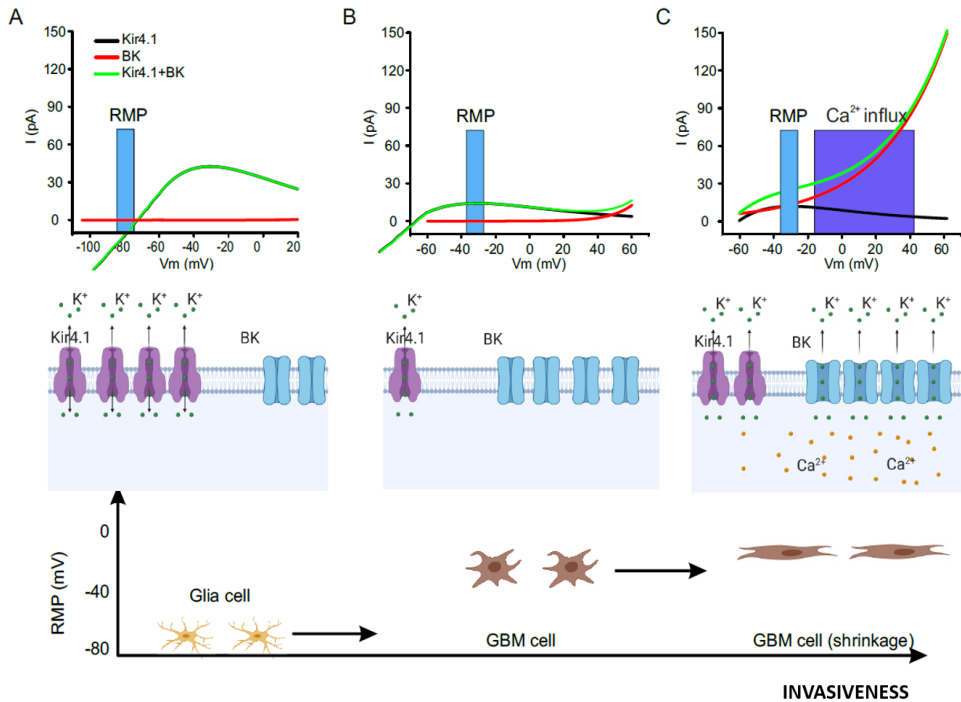 A
B
C
150
120
90
60
30
0
I (pA)
Kir4.1
BK
Kir4.1+BK
RMP
-100 -80 -60 -40 -20 0 20
Vm (mV)
150
120
90
60
30
0
I (pA)
RMP
-60 -40 -20 0 20 40 60
Vm (mV)
150
120
90
60
30
0
I (pA)
RMP
Ca²⁺ influx
-60 -40 -20 0 20 40 60
Vm (mV)
K⁺ K⁺ K⁺ K⁺
Kir4.1
BK
K⁺
Kir4.1
BK
K⁺ K⁺ K⁺ K⁺ K⁺ K⁺
Kir4.1
BK
Ca²⁺ Ca²⁺
0
-40
-80
RMP (mV)
Glia cell
GBM cell
GBM cell (shrinkage)
INVASIVENESS